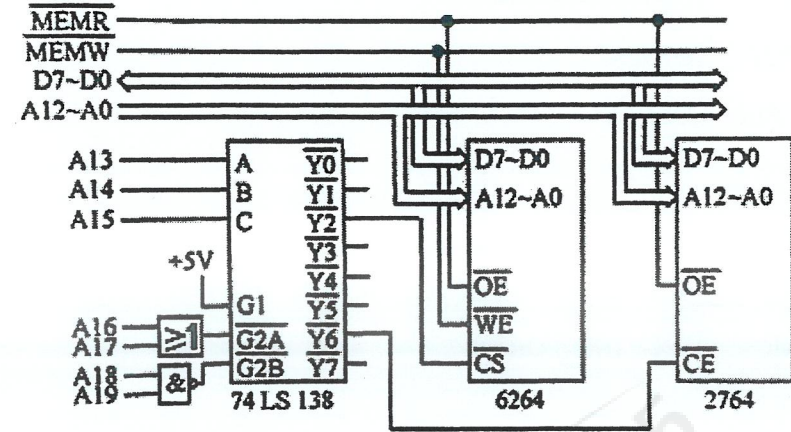 MEMR
MEMW
D7~D0
A12~A0
A13
A14
A15
+5V
A16
A17
A18
A19
≥1
&
A
B
C
G1
G2A
G2B
Y0
Y1
Y2
Y3
Y4
Y5
Y6
Y7
74 LS 138
D7~D0
A12~A0
OE
WE
CS
6264
D7~D0
A12~A0
OE
CE
2764